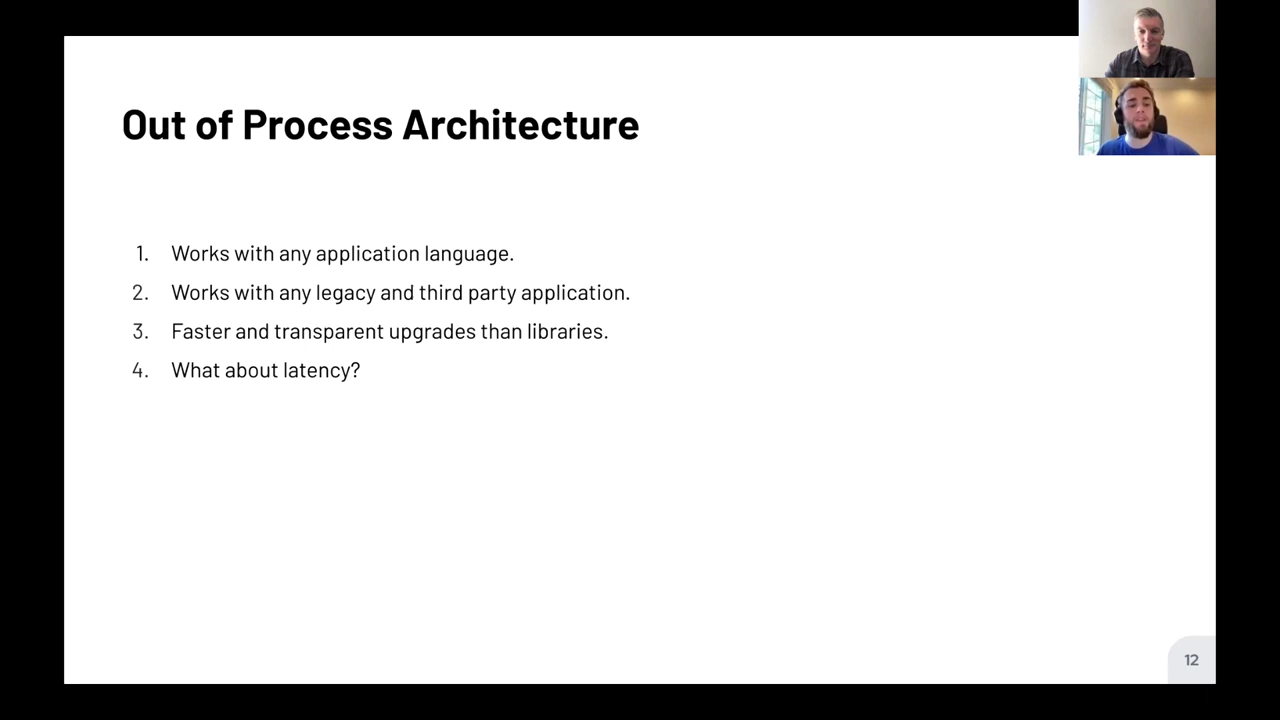 Out of Process Architecture
1. Works with any application language.
2. Works with any legacy and third party application.
3. Faster and transparent upgrades than libraries.
4. What about latency?
12